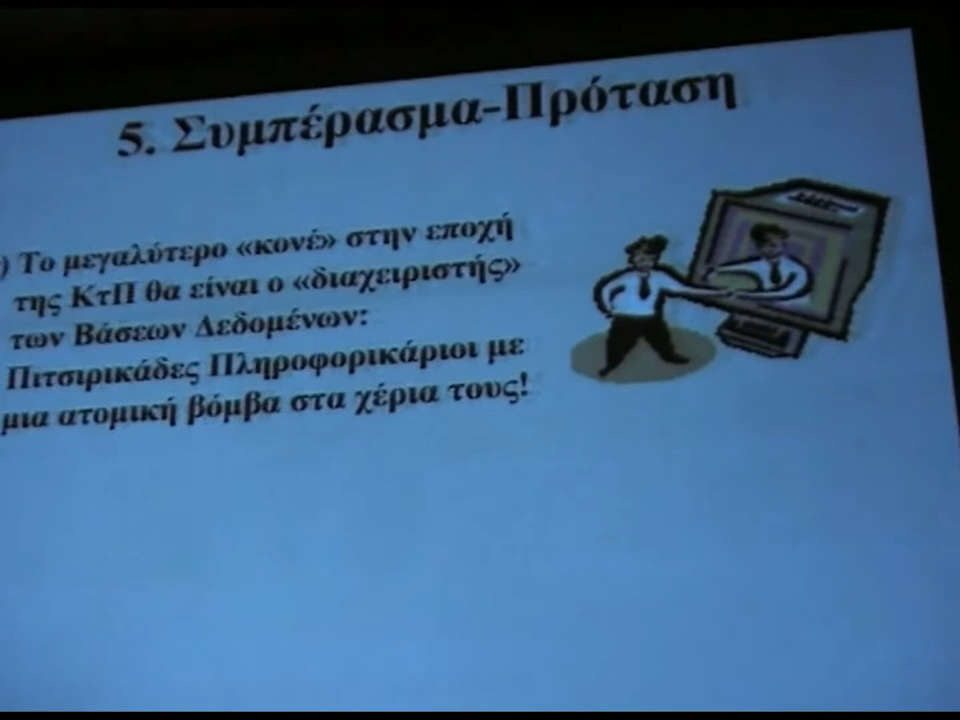 5. Συμπέρασμα-Πρόταση
) Το μεγαλύτερο «κονέ» στην εποχή
της ΚτΠ θα είναι ο «διαχειριστής»
των Βάσεων Δεδομένων:
Πιτσιρικάδες Πληροφορικάριοι με
μια ατομική βόμβα στα χέρια τους!